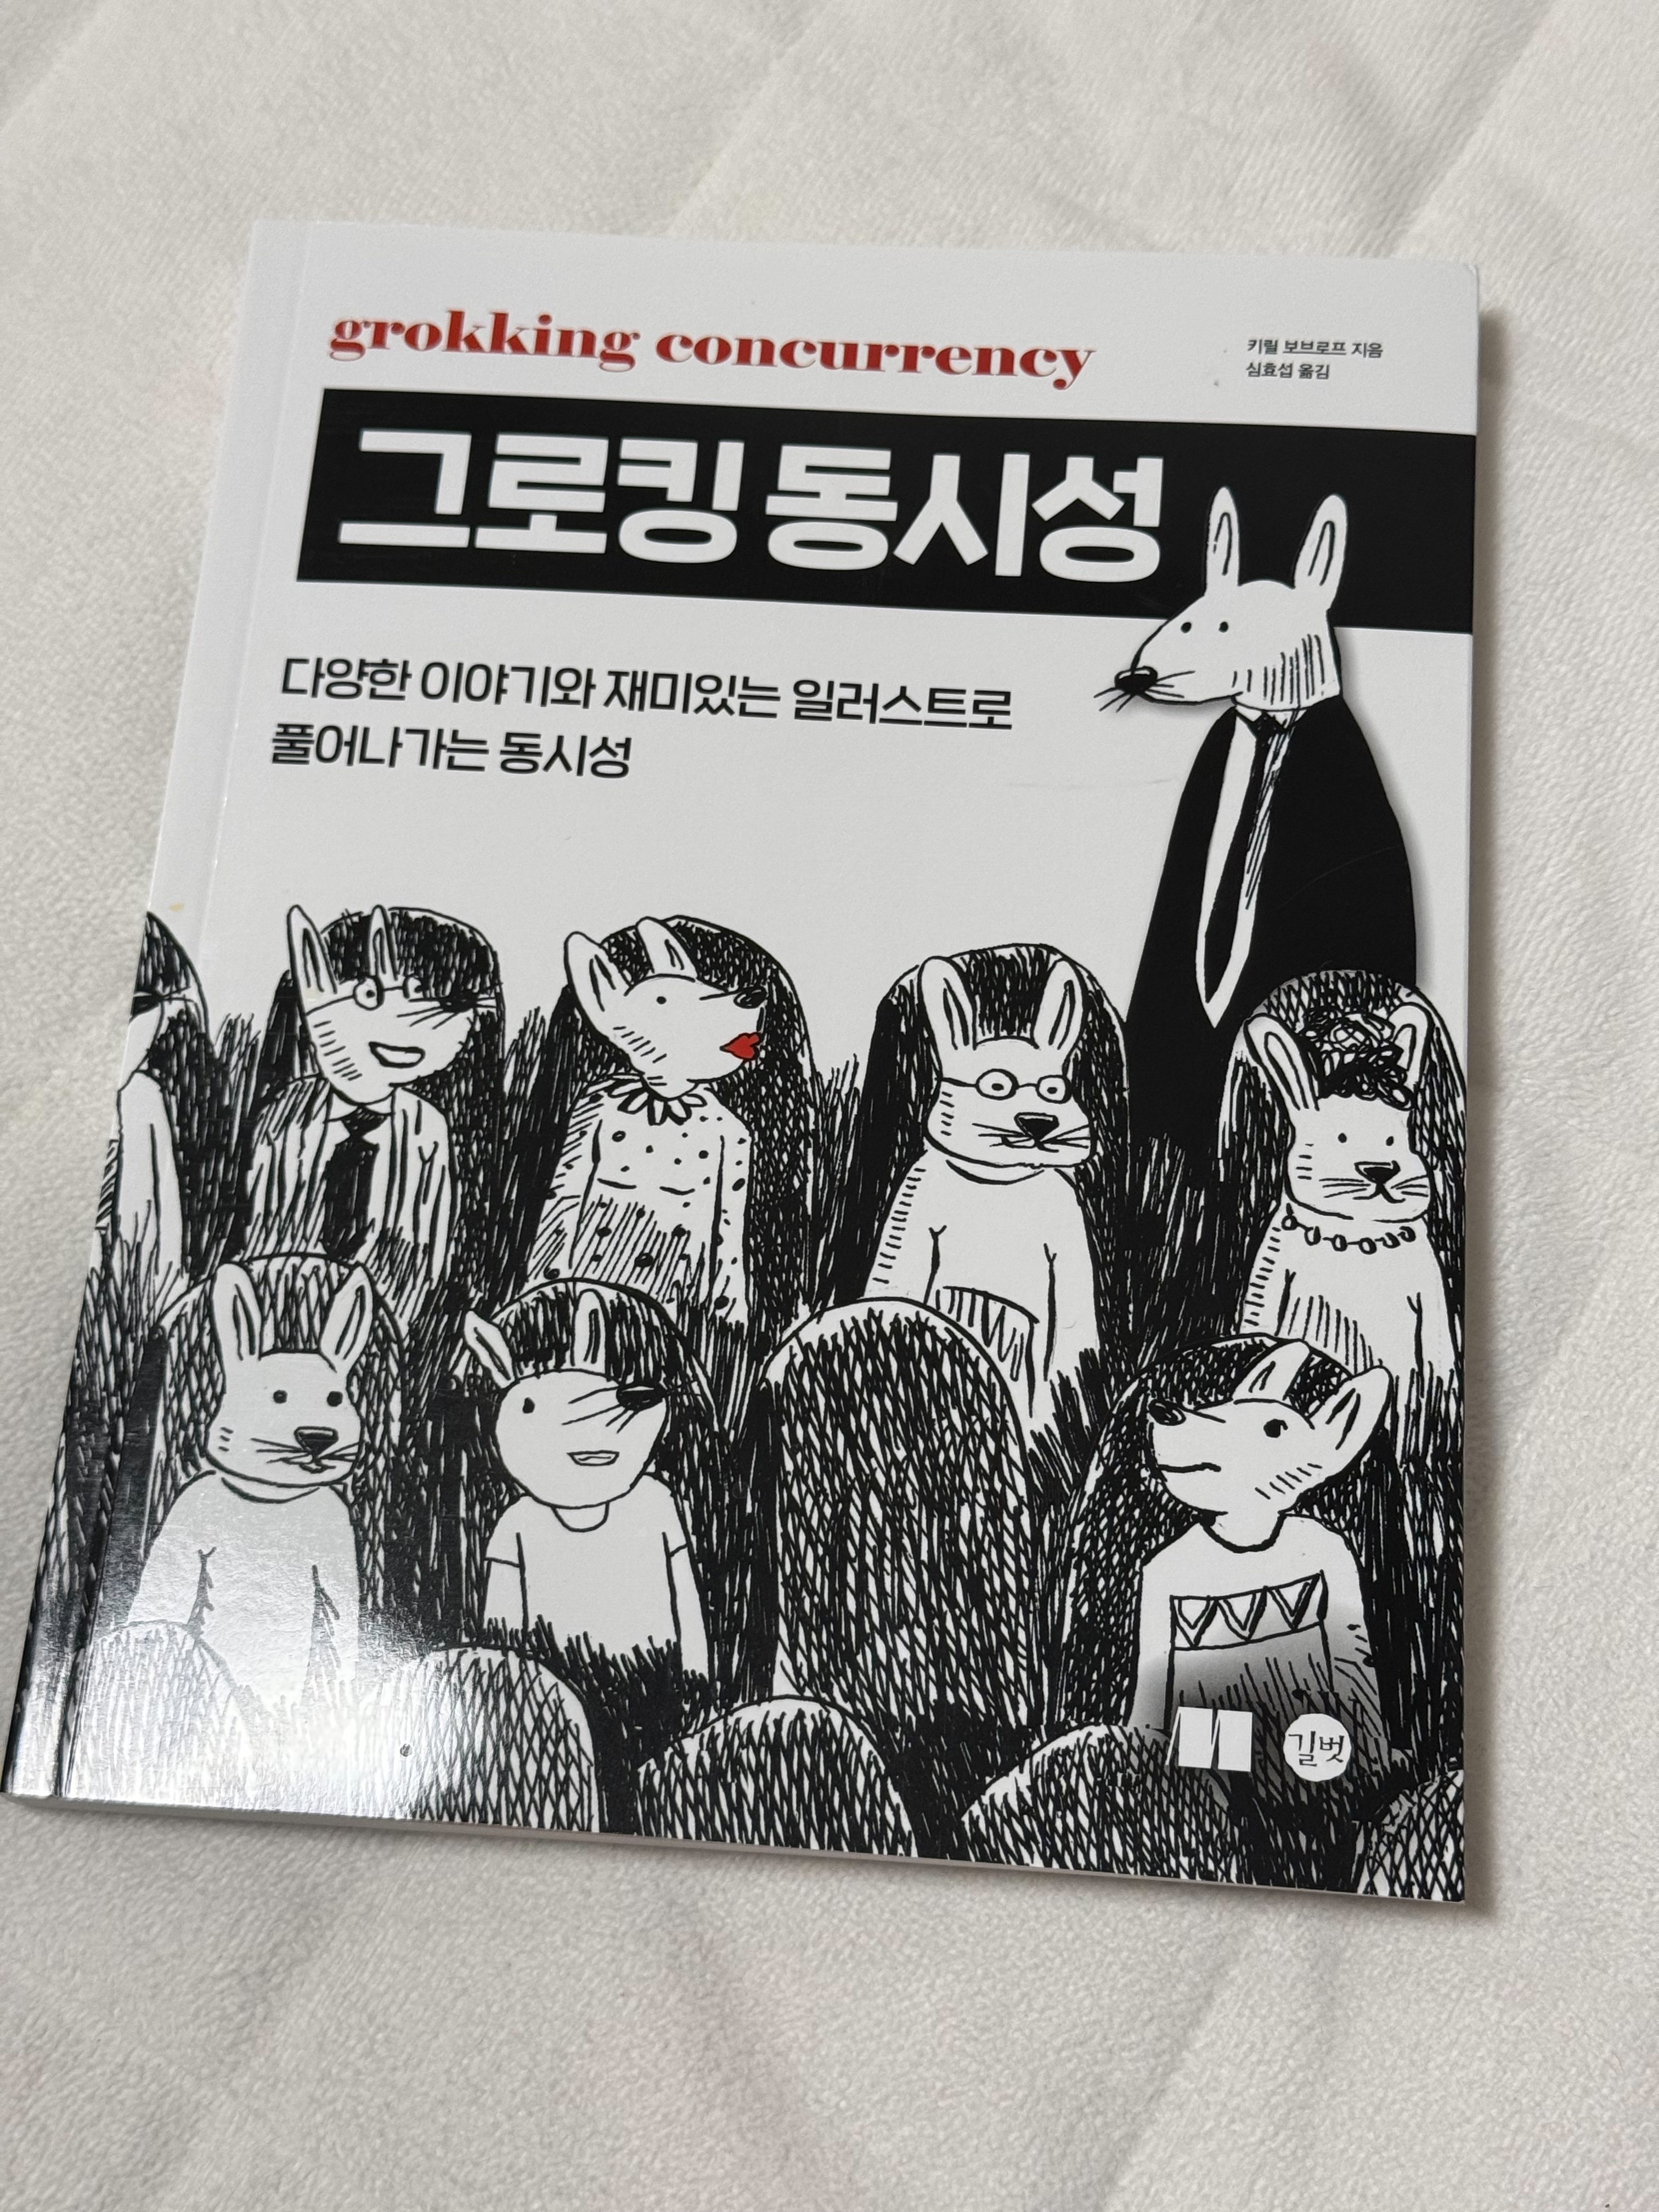 grokking concurrency
키릴 보브로프 지음
심효섭 옮김
그로킹 동시성
다양한 이야기와 재미있는 일러스트로
풀어나가는 동시성
길벗